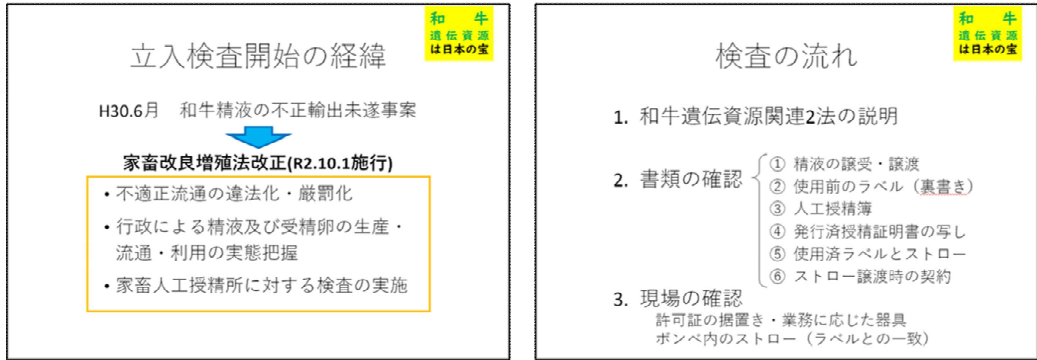 和 牛
遺伝資源
は日本の宝
立入検査開始の経緯
H30.6月 和牛精液の不正輸出未遂事案
家畜改良増殖法改正(R2.10.1施行)
• 不適正流通の違法化・厳罰化
• 行政による精液及び受精卵の生産・
流通・利用の実態把握
• 家畜人工授精所に対する検査の実施
和 牛
遺伝資源
は日本の宝
検査の流れ
1. 和牛遺伝資源関連2法の説明
2. 書類の確認
① 精液の譲受・譲渡
② 使用前のラベル（裏書き）
③ 人工授精簿
④ 発行済授精証明書の写し
⑤ 使用済ラベルとストロー
⑥ ストロー譲渡時の契約
3. 現場の確認
許可証の据置き・業務に応じた器具
ボンベ内のストロー（ラベルとの一致）